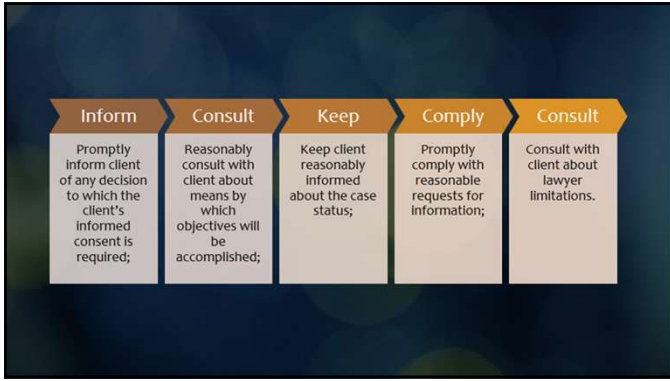 Inform
Promptly
inform client
of any decision
to which the
client's
informed
consent is
required;
Consult
Reasonably
consult with
client about
means by
which
objectives will
be
accomplished;
Keep
Keep client
reasonably
informed
about the case
status;
Comply
Promptly
comply with
reasonable
requests for
information;
Consult
Consult with
client about
lawyer
limitations.